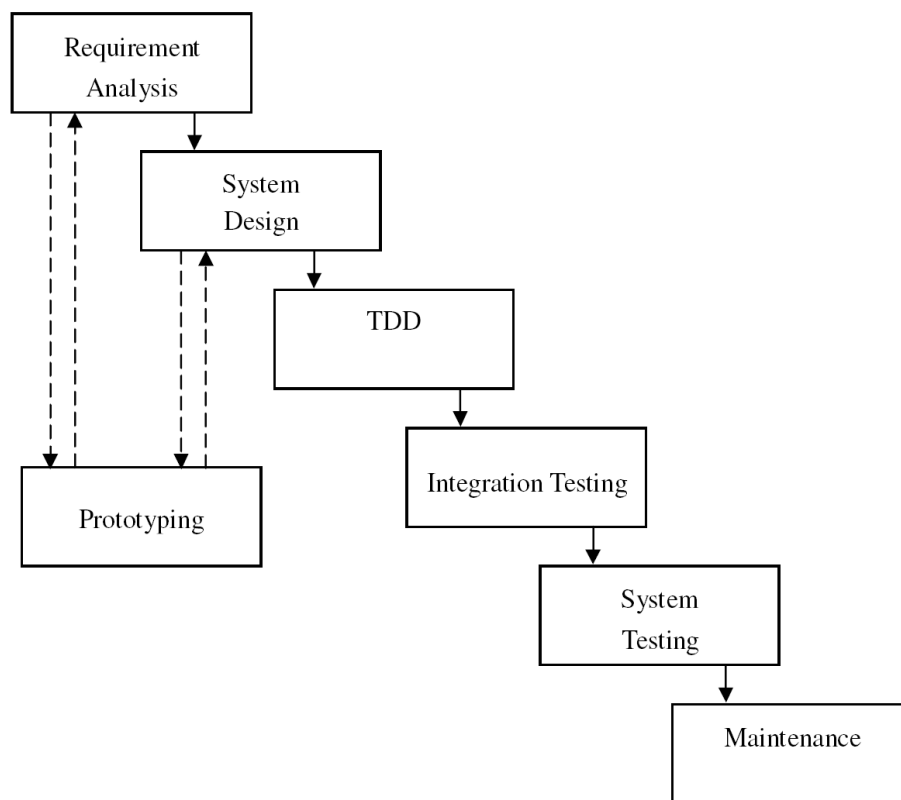 Requirement
Analysis
System
Design
TDD
Integration Testing
Prototyping
System
Testing
Maintenance